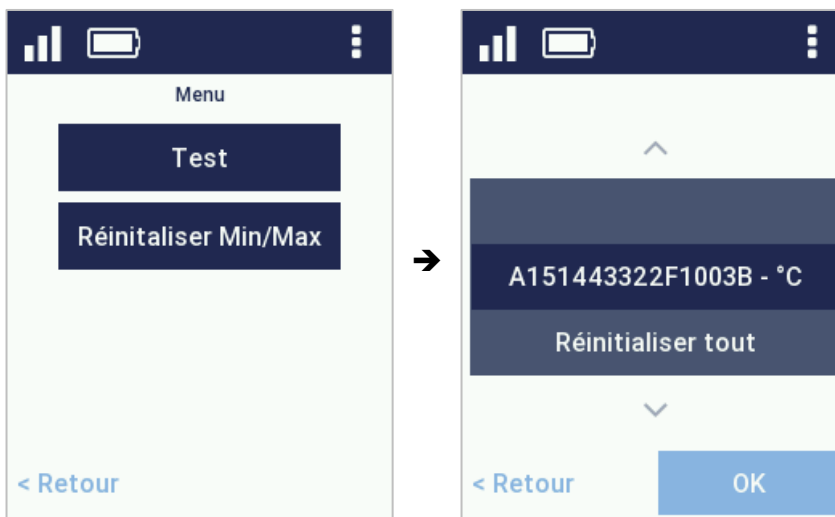 Menu
Test
Réinitaliser Min/Max
< Retour
➔
A151443322F1003B - °C
Réinitialiser tout
< Retour
OK